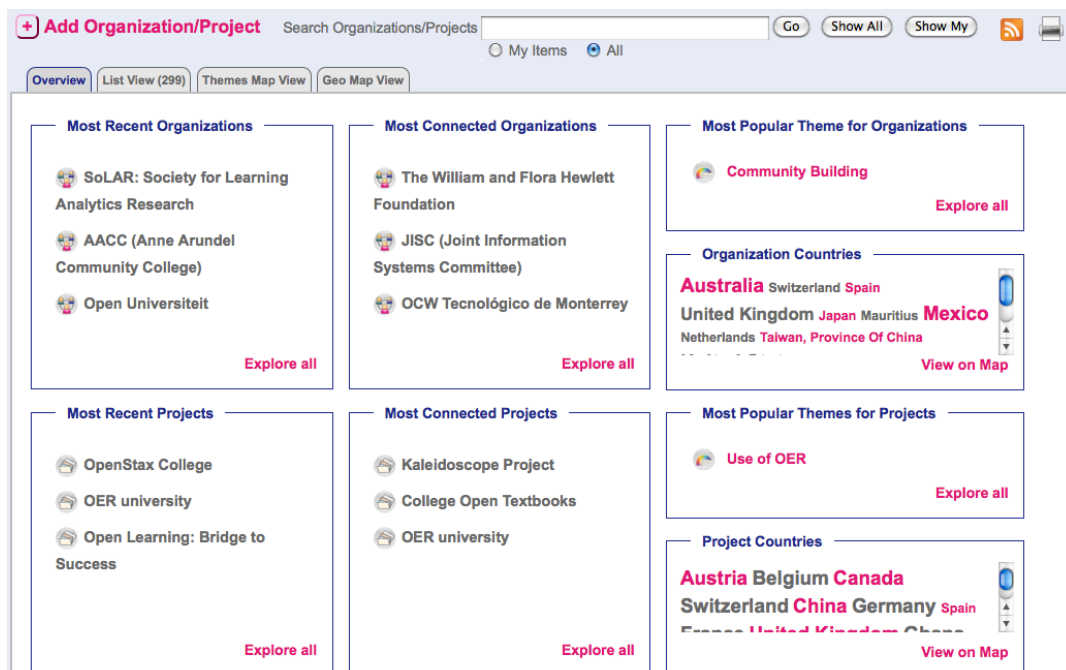 Add Organization/Project
Search Organizations/Projects
Go
Show All
Show My
My Items
All
Overview
List View (299)
Themes Map View
Geo Map View
Most Recent Organizations
SoLAR: Society for Learning
Analytics Research
AACC (Anne Arundel
Community College)
Open Universiteit
Explore all
Most Connected Organizations
The William and Flora Hewlett
Foundation
JISC (Joint Information
Systems Committee)
OCW Tecnológico de Monterrey
Explore all
Most Popular Theme for Organizations
Community Building
Explore all
Organization Countries
Australia Switzerland Spain
United Kingdom Japan Mauritius Mexico
Netherlands Taiwan, Province Of China
View on Map
Most Recent Projects
OpenStax College
OER university
Open Learning: Bridge to
Success
Explore all
Most Connected Projects
Kaleidoscope Project
College Open Textbooks
OER university
Explore all
Most Popular Themes for Projects
Use of OER
Explore all
Project Countries
Austria Belgium Canada
Switzerland China Germany Spain
France United Kingdom Ghana
View on Map